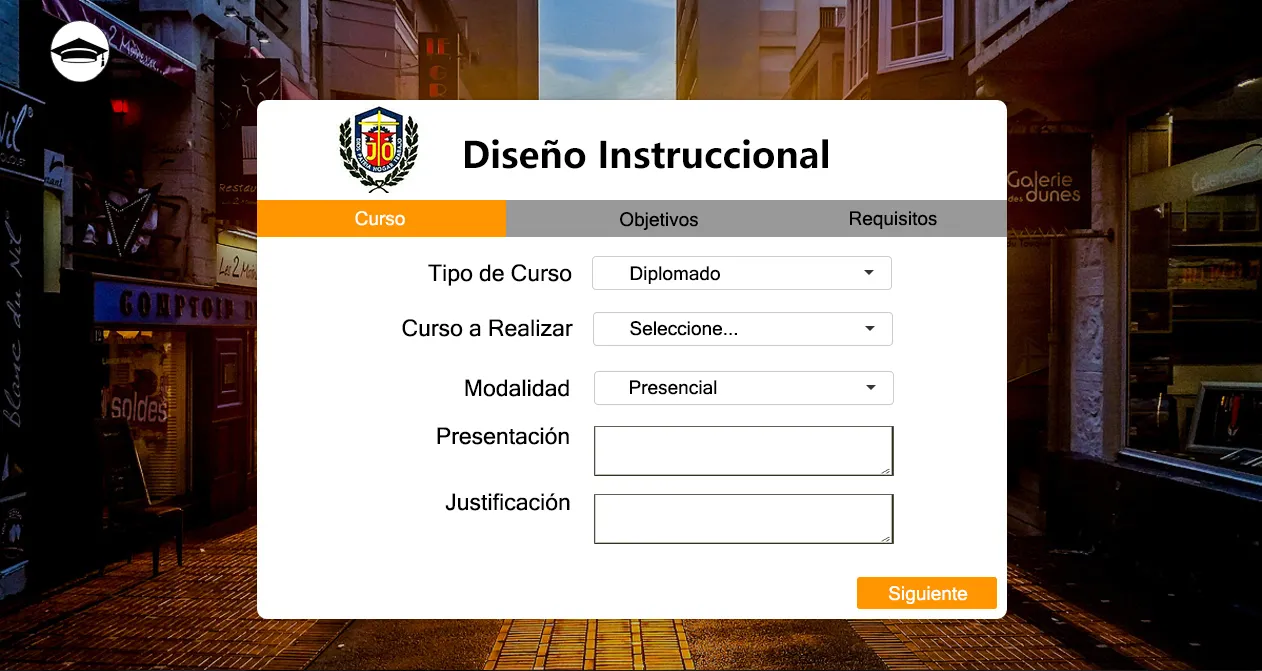 Diseño Instruccional
Curso
Objetivos
Requisitos
Tipo de Curso
Diplomado
Curso a Realizar
Seleccione...
Modalidad
Presencial
Presentación
Justificación
Siguiente
JTO
Galerie
des dunes
COMPTOIR
soldes
Blanc du Nil
Les 2 M